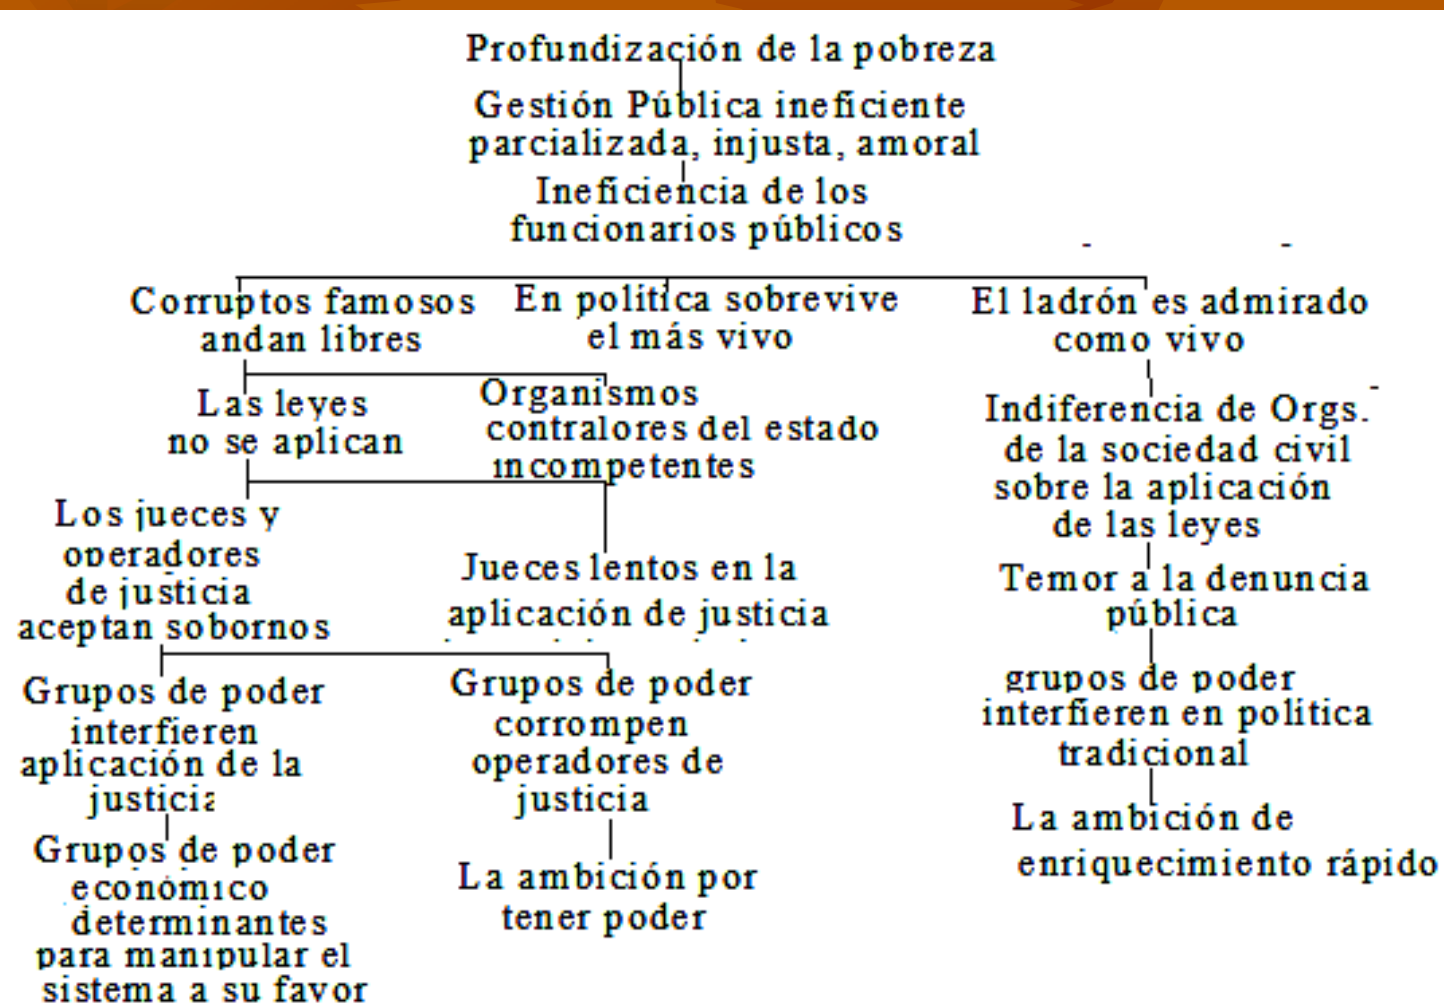 Profundización de la pobreza
Gestión Pública ineficiente
parcializada, injusta, amoral
Ineficiencia de los
funcionarios públicos
Corruptos famosos
andan libres
En política sobrevive
el más vivo
El ladrón es admirado
como vivo
Las leyes
no se aplican
Organismos
contralores del estado
incompetentes
Indiferencia de Orgs.
de la sociedad civil
sobre la aplicación
de las leyes
Los jueces y
operadores
de justicia
aceptan sobornos
Jueces lentos en la
aplicación de justicia
Temor a la denuncia
pública
Grupos de poder
interfieren
aplicación de la
justicia
Grupos de poder
corrompen
operadores de
justicia
grupos de poder
interfieren en politica
tradicional
Grupos de poder
económico
determinantes
para manipular el
sistema a su favor
La ambición por
tener poder
La ambición de
enriquecimiento rápido